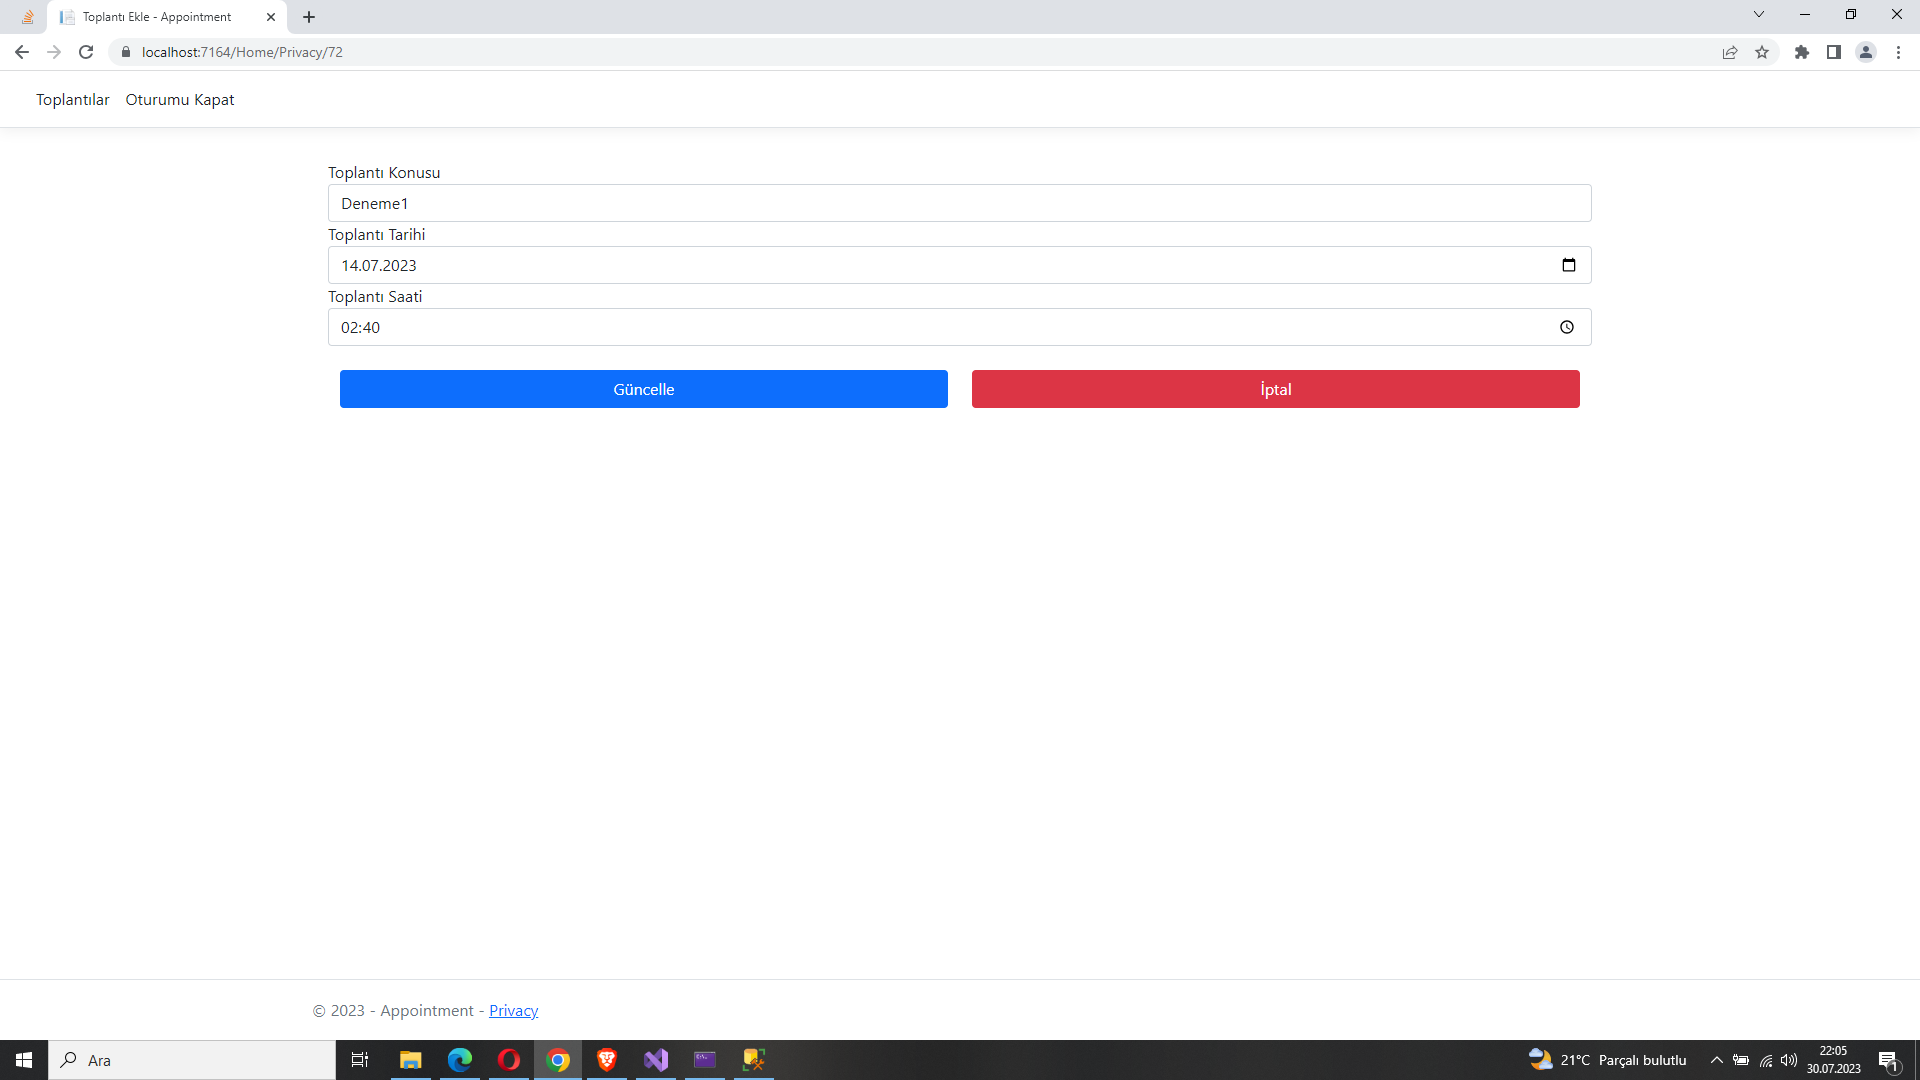 Toplantı Ekle - Appointment
localhost:7164/Home/Privacy/72
Toplantılar Oturumu Kapat
Toplantı Konusu
Deneme1
Toplantı Tarihi
14.07.2023
Toplantı Saati
02:40
Güncelle İptal
© 2023 - Appointment - Privacy
Ara
21°C Parçalı bulutlu
22:05
30.07.2023
1